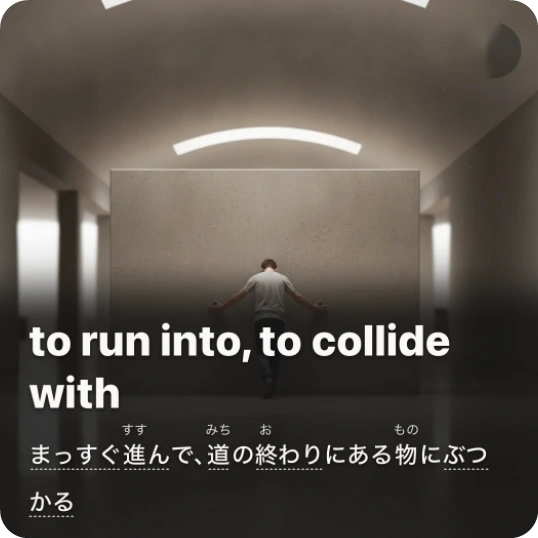 to run into, to collide
with
すす みち お もの
まっすぐ進んで、道の終わりにある物にぶつ
かる